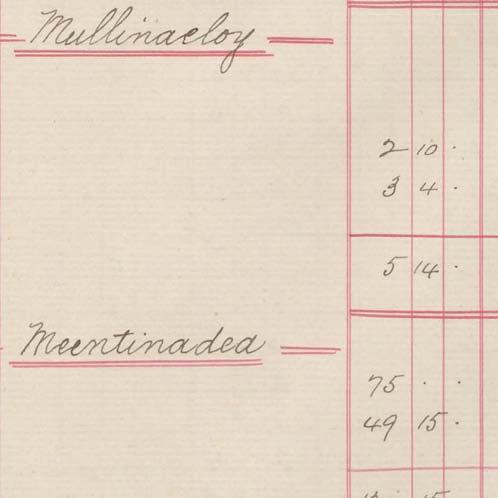 Mullinacloy
2 10 .
3 4 .
5 14 .
Meentinadea
75 . .
49 15 .